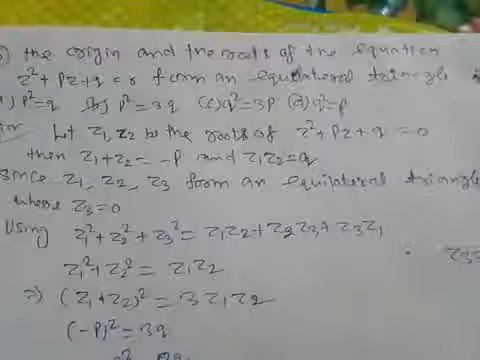 the origin and the roots of the equation
z² + Pz + q = r form an equilateral triangle
) P²=q (b) P² = 3q (c) q² = 3P (d) q²=P
Let z₁, z₂ be the roots of z² + Pz + q = 0
then z₁ + z₂ = -P and z₁z₂ = q
since z₁, z₂, z₃ form an equilateral triangle
whose z₃ = 0
Using z₁² + z₂² + z₃² = z₁z₂ + z₂z₃ + z₃z₁
z₁² + z₂² = z₁z₂
⇒ (z₁ + z₂)² = 3z₁z₂
(-P)² = 3q